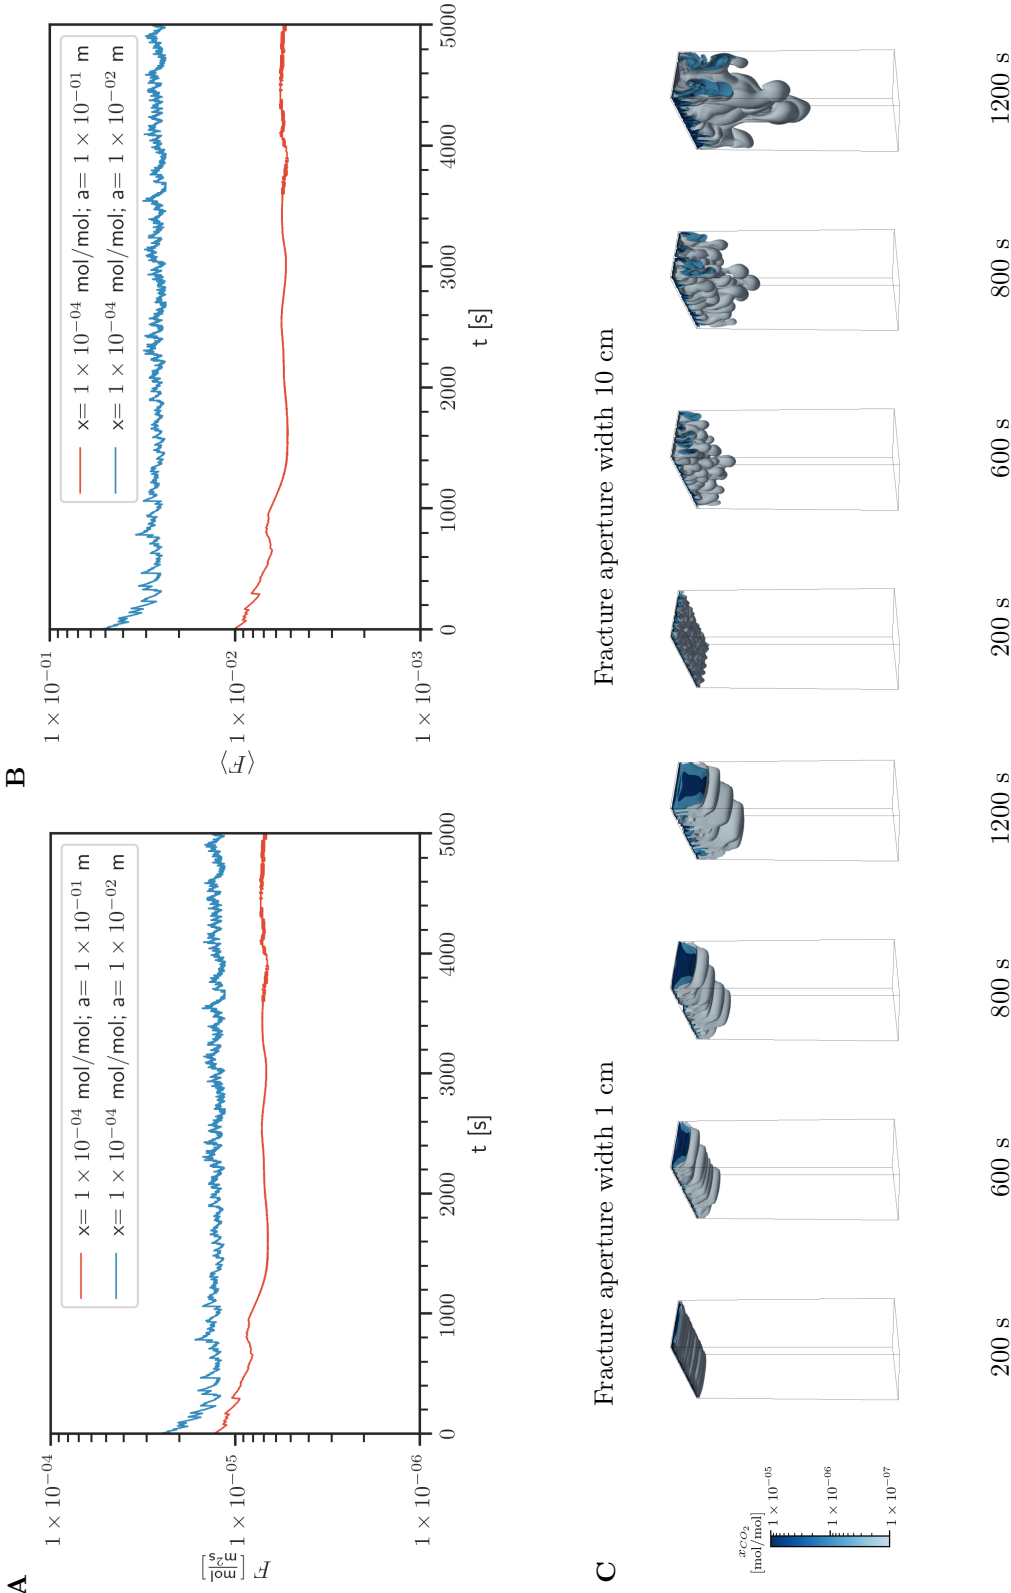 A
1 × 10−04
1 × 10−05
1 × 10−06
F [mol/m2s]
0
1000
2000
3000
4000
5000
t [s]
x= 1 × 10−04 mol/mol; a= 1 × 10−01 m
x= 1 × 10−04 mol/mol; a= 1 × 10−02 m
B
1 × 10−01
1 × 10−02
1 × 10−03
⟨F⟩
0
1000
2000
3000
4000
5000
t [s]
x= 1 × 10−04 mol/mol; a= 1 × 10−01 m
x= 1 × 10−04 mol/mol; a= 1 × 10−02 m
C
Fracture aperture width 1 cm
Fracture aperture width 10 cm
xCO2
[mol/mol]
1 × 10−05
1 × 10−06
1 × 10−07
200 s
600 s
800 s
1200 s
200 s
600 s
800 s
1200 s